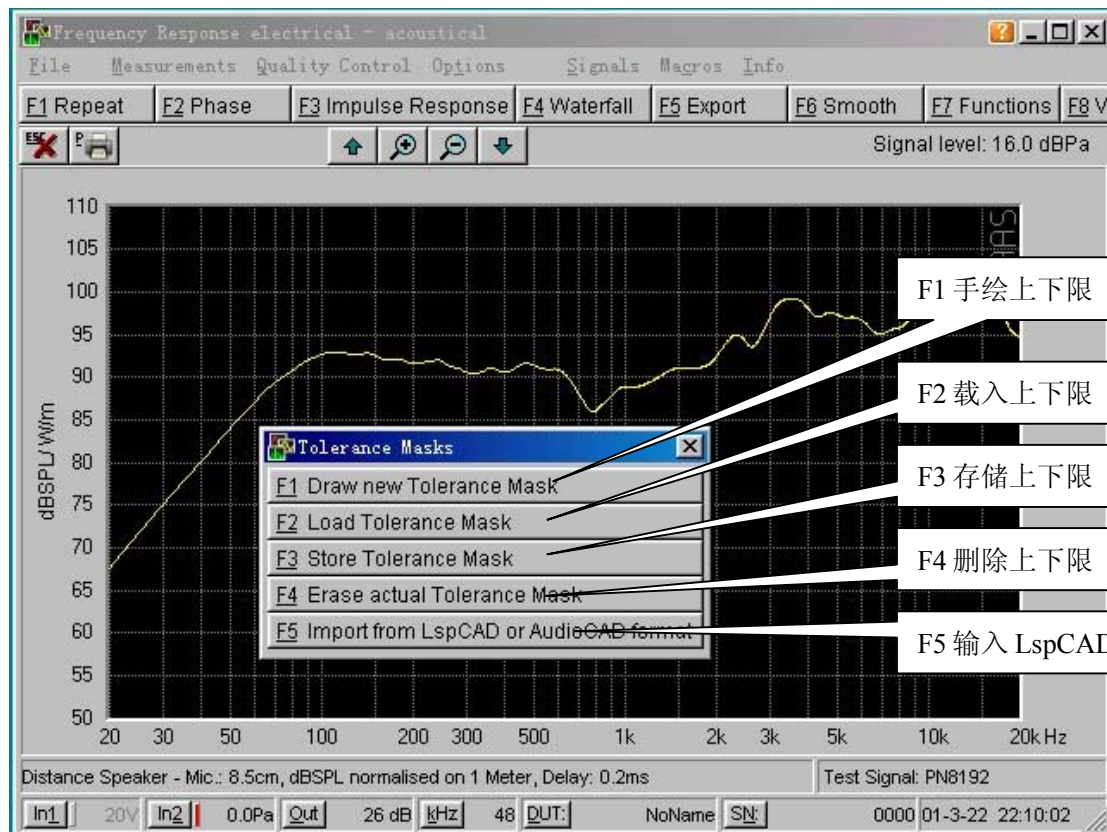 Frequency Response electrical - acoustical
File Measurements Quality Control Options Signals Macros Info
F1 Repeat F2 Phase F3 Impulse Response F4 Waterfall F5 Export F6 Smooth F7 Functions F8 V
ESC P Signal level: 16.0 dBPa
110
105
100
95
90
85
80
75
70
65
60
55
50
dBSPL/ W/m
F1 手绘上下限
F2 载入上下限
F3 存储上下限
F4 删除上下限
F5 输入 LspCAD
Tolerance Masks
F1 Draw new Tolerance Mask
F2 Load Tolerance Mask
F3 Store Tolerance Mask
F4 Erase actual Tolerance Mask
F5 Import from LspCAD or AudioCAD format
20 30 50 100 200 300 500 1k 2k 3k 5k 10k 20k Hz
Distance Speaker - Mic.: 8.5cm, dBSPL normalised on 1 Meter, Delay: 0.2ms Test Signal: PN8192
In1 20V In2 0.0Pa Out 26 dB kHz 48 DUT: NoName SN: 0000 01-3-22 22:10:02